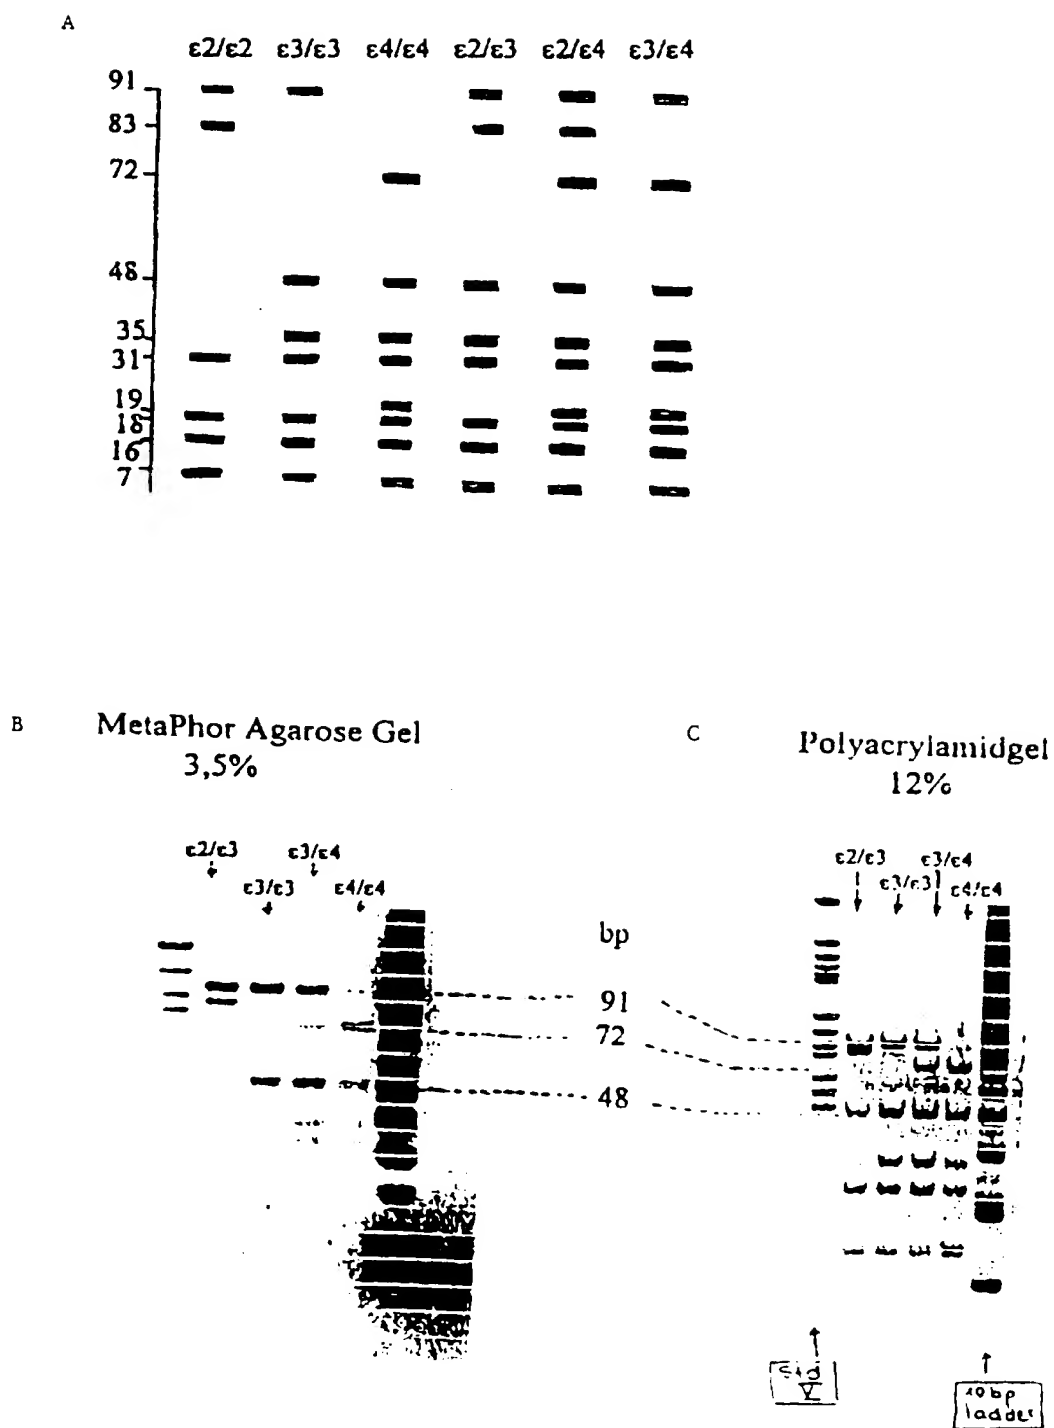 A
ε2/ε2 ε3/ε3 ε4/ε4 ε2/ε3 ε2/ε4 ε3/ε4
91
83
72
48
35
31
19
18
16
7
B
MetaPhor Agarose Gel
3,5%
C
Polyacrylamidgel
12%
ε2/ε3 ε3/ε4
ε3/ε3 ε4/ε4
bp
91
72
48
ε2/ε3 ε3/ε4
ε3/ε3 ε4/ε4
Std
V
10bp
ladder